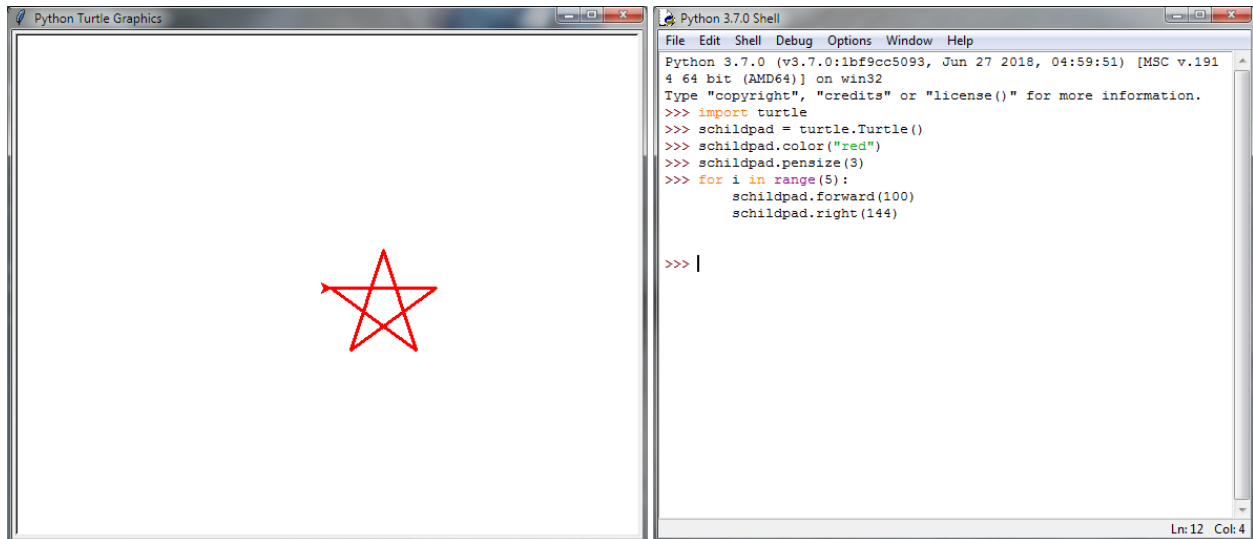 Python Turtle Graphics
Python 3.7.0 Shell
File Edit Shell Debug Options Window Help
Python 3.7.0 (v3.7.0:1bf9cc5093, Jun 27 2018, 04:59:51) [MSC v.191
4 64 bit (AMD64)] on win32
Type "copyright", "credits" or "license()" for more information.
>>> import turtle
>>> schildpad = turtle.Turtle()
>>> schildpad.color("red")
>>> schildpad.pensize(3)
>>> for i in range(5):
        schildpad.forward(100)
        schildpad.right(144)
>>>
Ln: 12 Col: 4